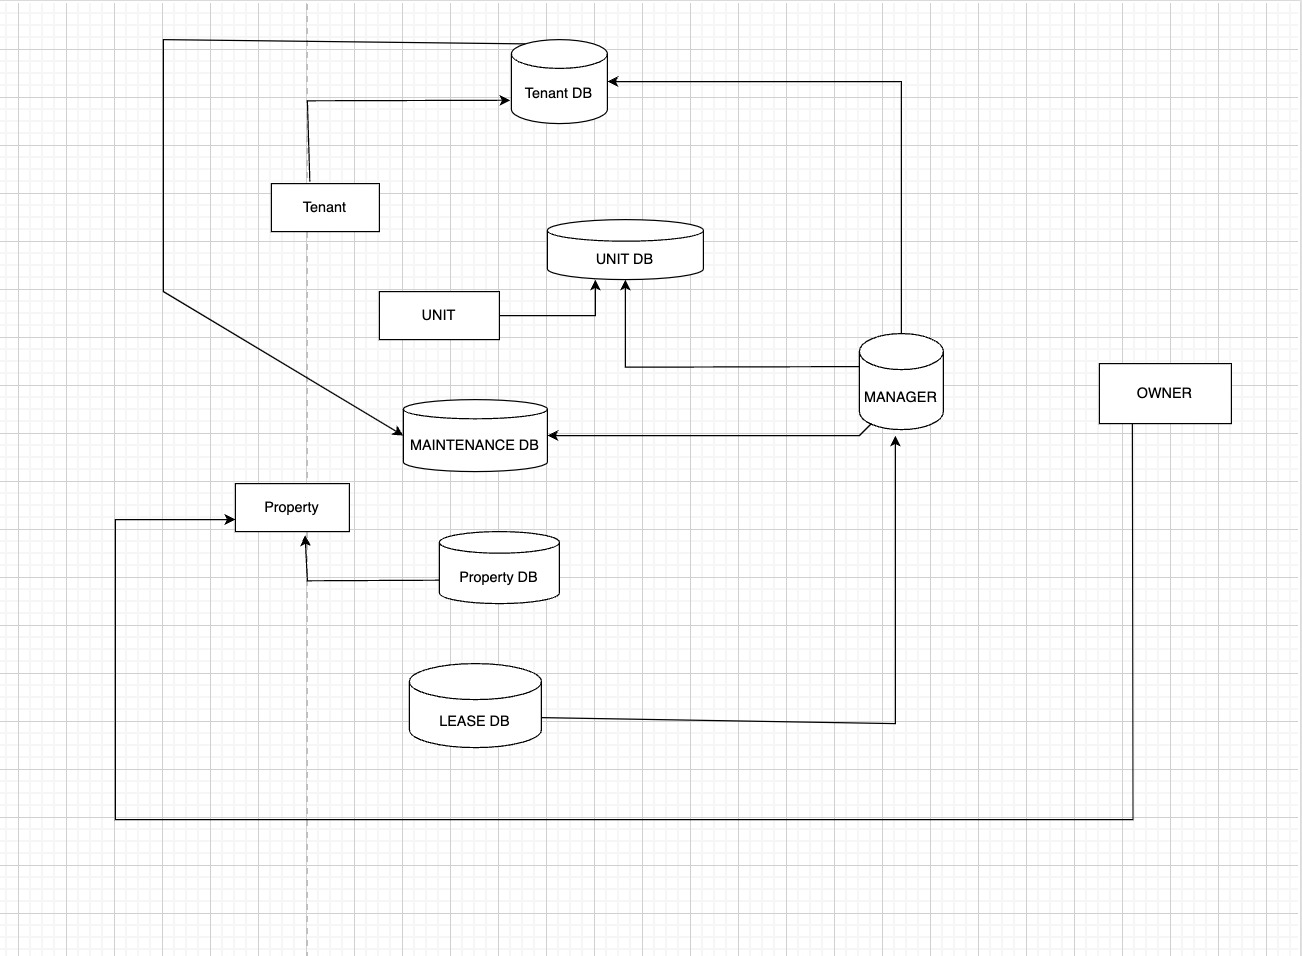 Tenant DB
Tenant
UNIT DB
UNIT
MANAGER
OWNER
MAINTENANCE DB
Property
Property DB
LEASE DB